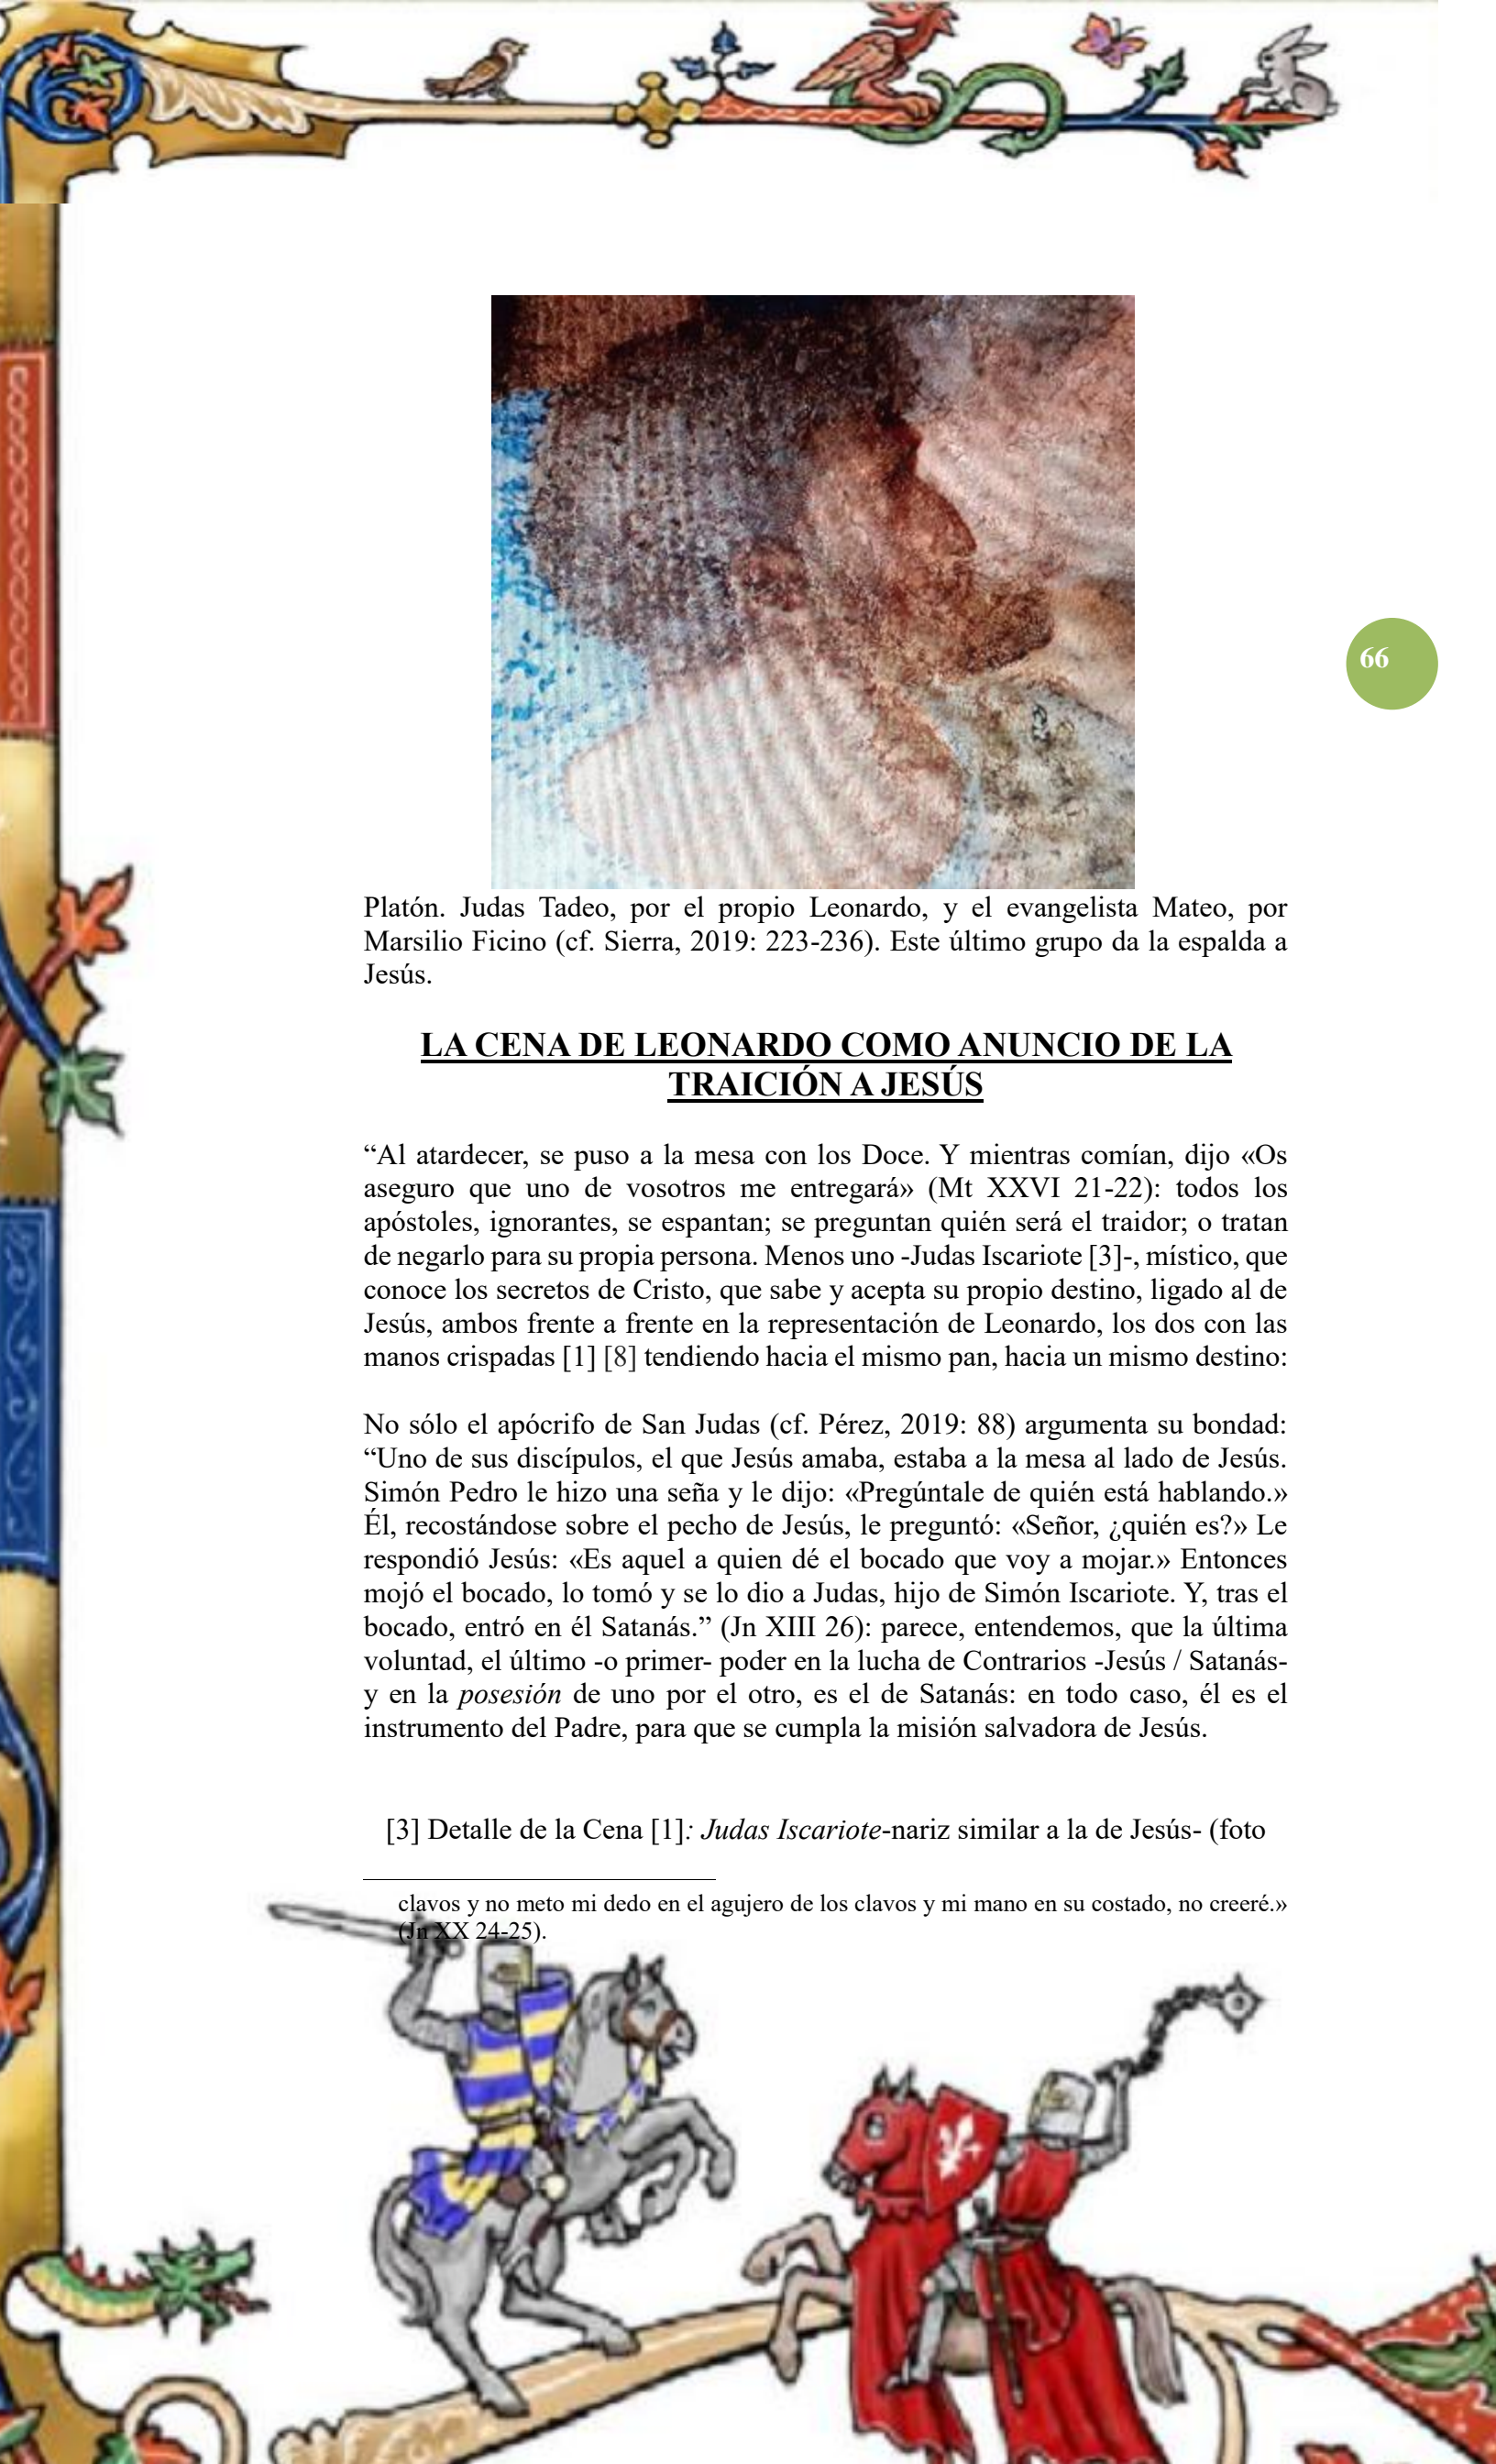 66
Platón. Judas Tadeo, por el propio Leonardo, y el evangelista Mateo, por
Marsilio Ficino (cf. Sierra, 2019: 223-236). Este último grupo da la espalda a
Jesús.
LA CENA DE LEONARDO COMO ANUNCIO DE LA
TRAICIÓN A JESÚS
“Al atardecer, se puso a la mesa con los Doce. Y mientras comían, dijo «Os
aseguro que uno de vosotros me entregará» (Mt XXVI 21-22): todos los
apóstoles, ignorantes, se espantan; se preguntan quién será el traidor; o tratan
de negarlo para su propia persona. Menos uno -Judas Iscariote [3]-, místico, que
conoce los secretos de Cristo, que sabe y acepta su propio destino, ligado al de
Jesús, ambos frente a frente en la representación de Leonardo, los dos con las
manos crispadas [1] [8] tendiendo hacia el mismo pan, hacia un mismo destino:
No sólo el apócrifo de San Judas (cf. Pérez, 2019: 88) argumenta su bondad:
“Uno de sus discípulos, el que Jesús amaba, estaba a la mesa al lado de Jesús.
Simón Pedro le hizo una seña y le dijo: «Pregúntale de quién está hablando.»
Él, recostándose sobre el pecho de Jesús, le preguntó: «Señor, ¿quién es?» Le
respondió Jesús: «Es aquel a quien dé el bocado que voy a mojar.» Entonces
mojó el bocado, lo tomó y se lo dio a Judas, hijo de Simón Iscariote. Y, tras el
bocado, entró en él Satanás.” (Jn XIII 26): parece, entendemos, que la última
voluntad, el último -o primer- poder en la lucha de Contrarios -Jesús / Satanás-
y en la posesión de uno por el otro, es el de Satanás: en todo caso, él es el
instrumento del Padre, para que se cumpla la misión salvadora de Jesús.
[3] Detalle de la Cena [1]: Judas Iscariote-nariz similar a la de Jesús- (foto
clavos y no meto mi dedo en el agujero de los clavos y mi mano en su costado, no creeré.»
(Jn XX 24-25).